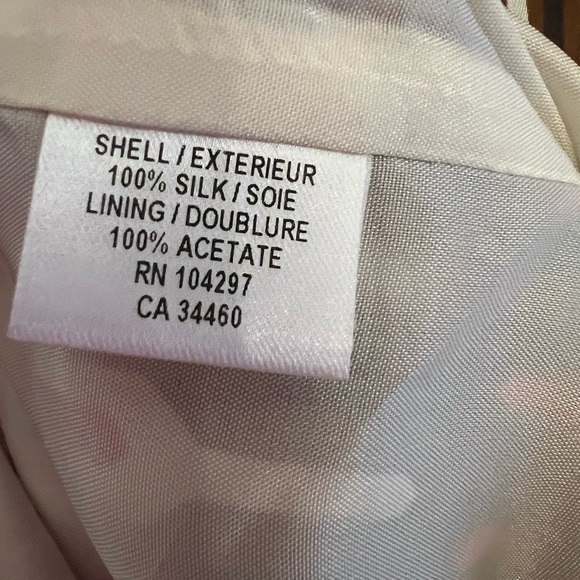 SHELL / EXTERIEUR
100% SILK / SOIE
LINING / DOUBLURE
100% ACETATE
RN 104297
CA 34460